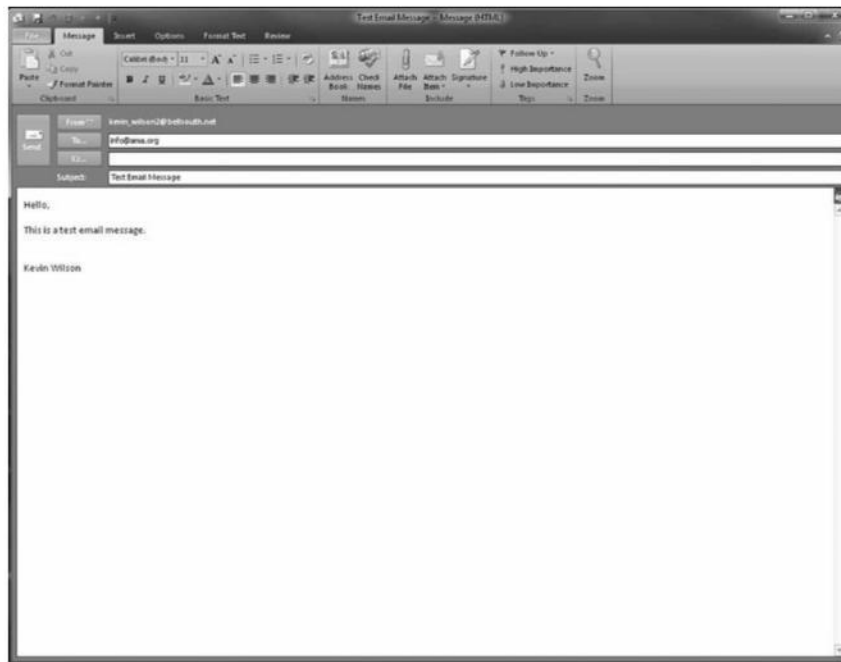 Test Email Message - Message (HTML)
File Message Insert Options Format Text Review
Paste
Cut
Copy
Format Painter
Clipboard
Calibri (Body) 11
B I U
Basic Text
Address Book
Check Names
Names
Attach File
Attach Item
Signature
Include
Follow Up
High Importance
Low Importance
Tags
Zoom
Zoom
Send
From
kevin_wilson2@bellsouth.net
To...
Cc...
Subject:
Test Email Message
Hello,
This is a test email message.
Kevin Wilson